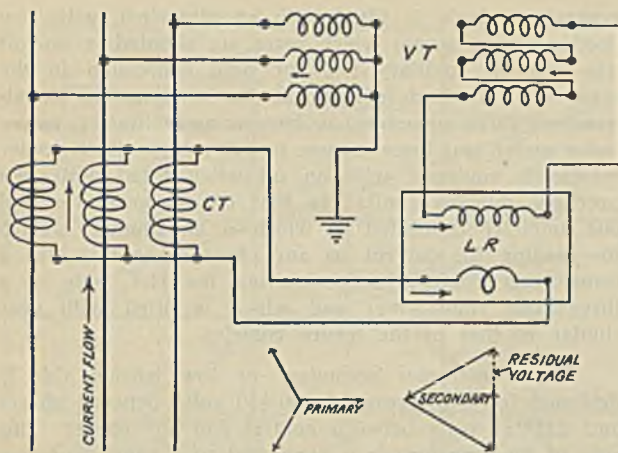 VT
CT
LR
CURRENT FLOW
PRIMARY
SECONDARY
RESIDUAL
VOLTAGE